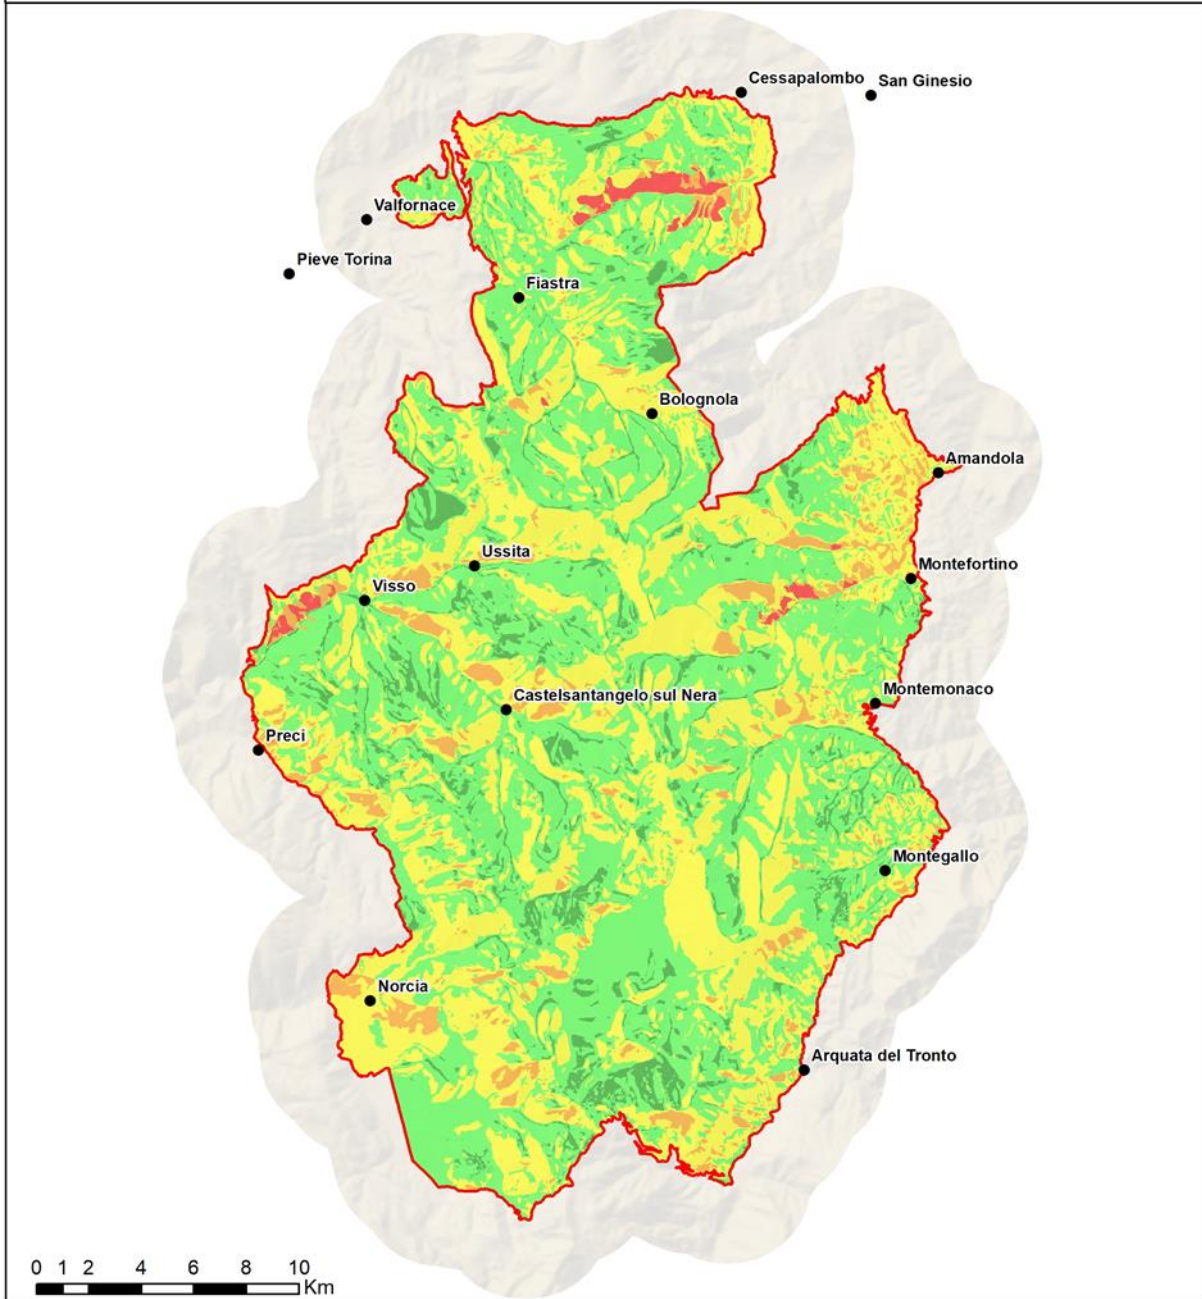 Cessapalombo
San Ginesio
Valfornace
Pieve Torina
Fiastra
Bolognola
Amandola
Ussita
Montefortino
Visso
Castelsantangelo sul Nera
Montemonaco
Preci
Montegallo
Norcia
Arquata del Tronto
0 1 2 4 6 8 10
Km